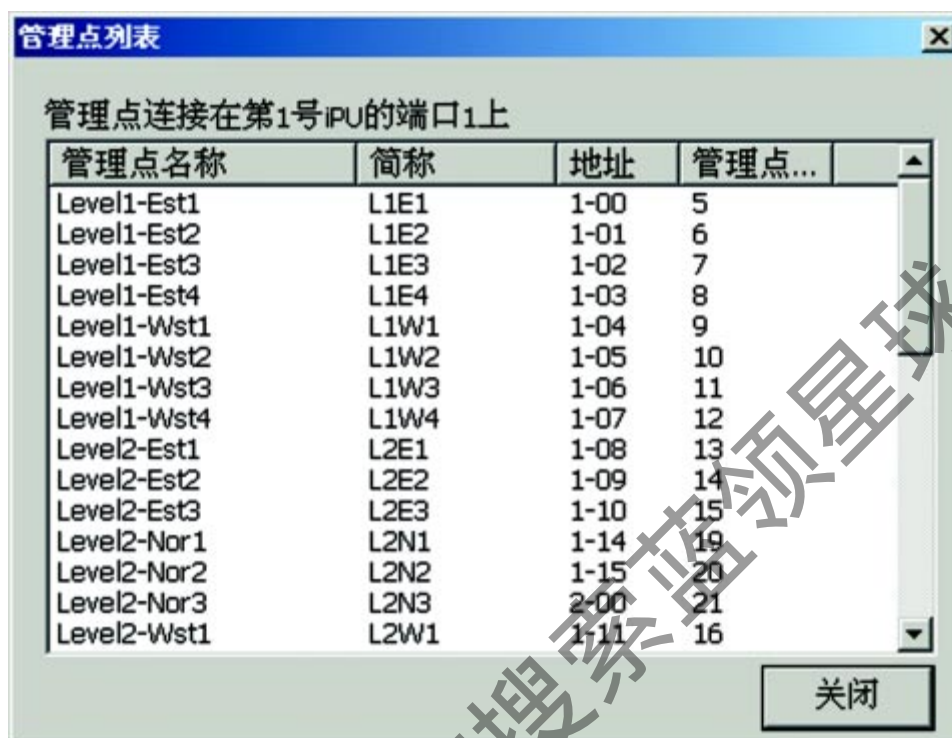 管理点列表
管理点连接在第1号iPU的端口1上
管理点名称 简称 地址 管理点...
Level1-Est1 L1E1 1-00 5
Level1-Est2 L1E2 1-01 6
Level1-Est3 L1E3 1-02 7
Level1-Est4 L1E4 1-03 8
Level1-Wst1 L1W1 1-04 9
Level1-Wst2 L1W2 1-05 10
Level1-Wst3 L1W3 1-06 11
Level1-Wst4 L1W4 1-07 12
Level2-Est1 L2E1 1-08 13
Level2-Est2 L2E2 1-09 14
Level2-Est3 L2E3 1-10 15
Level2-Nor1 L2N1 1-14 19
Level2-Nor2 L2N2 1-15 20
Level2-Nor3 L2N3 2-00 21
Level2-Wst1 L2W1 1-11 16
关闭
搜索蓝领星球